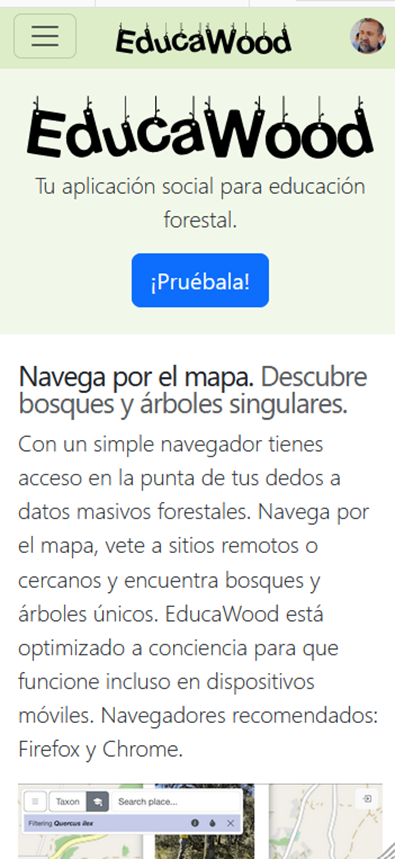 EducaWood
EducaWood
Tu aplicación social para educación
forestal.
¡Pruébala!
Navega por el mapa. Descubre
bosques y árboles singulares.
Con un simple navegador tienes
acceso en la punta de tus dedos a
datos masivos forestales. Navega por
el mapa, vete a sitios remotos o
cercanos y encuentra bosques y
árboles únicos. EducaWood está
optimizado a conciencia para que
funcione incluso en dispositivos
móviles. Navegadores recomendados:
Firefox y Chrome.
Taxon Search place...
Filtering Quercus ilex